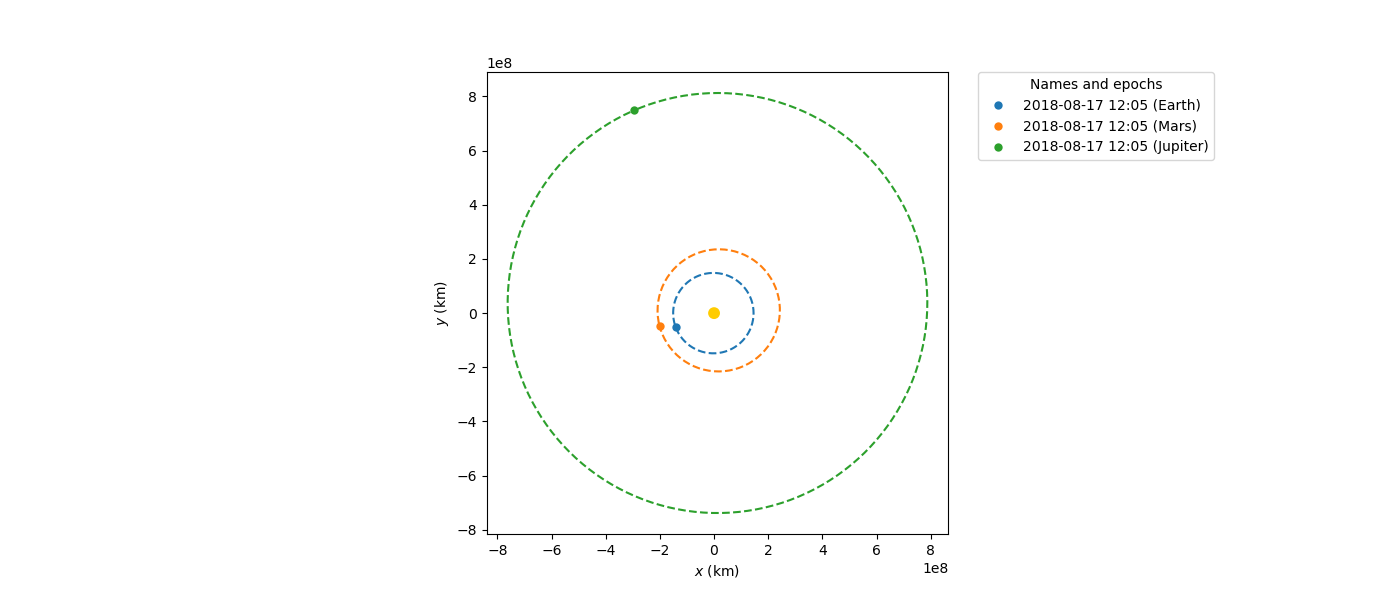 1e8
8
6
4
2
0
−2
−4
−6
−8
y (km)
−8 −6 −4 −2 0 2 4 6 8
1e8
x (km)
Names and epochs
2018-08-17 12:05 (Earth)
2018-08-17 12:05 (Mars)
2018-08-17 12:05 (Jupiter)